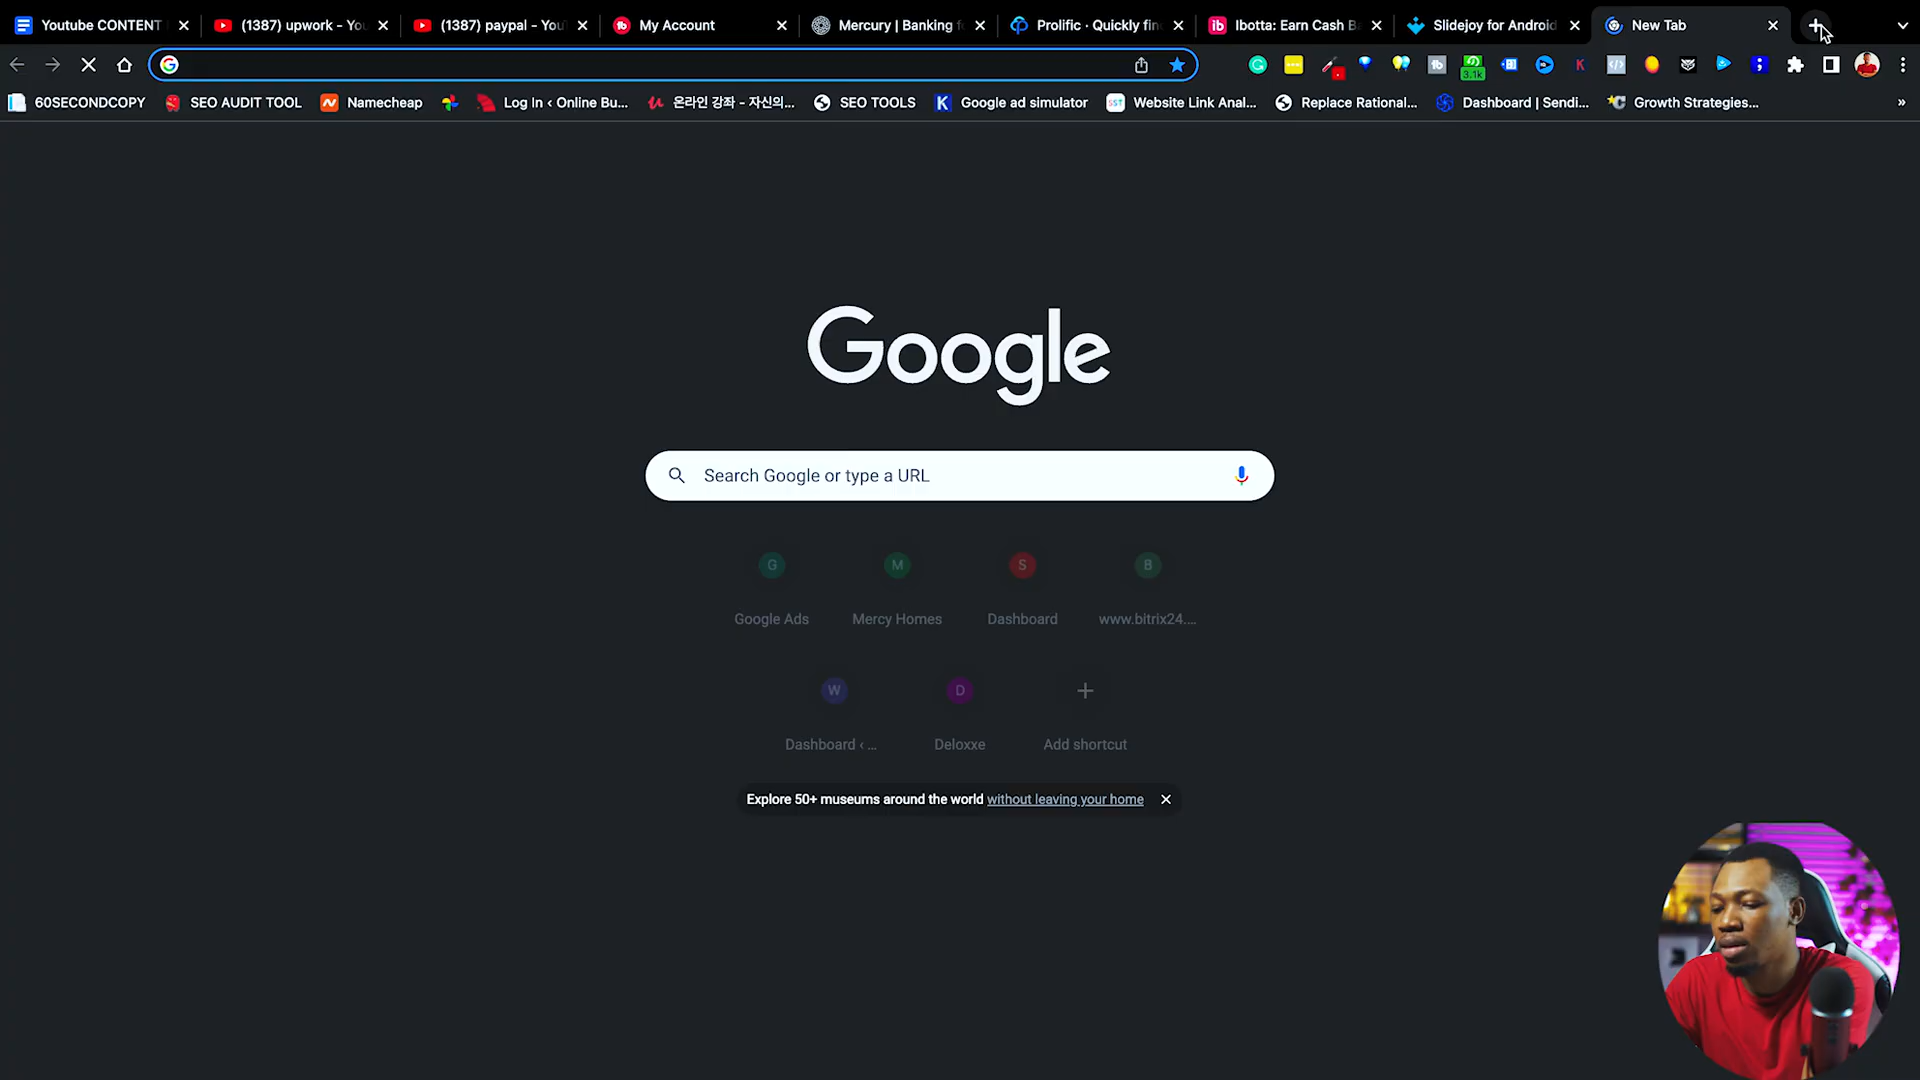 Youtube CONTENT (1387) upwork - You (1387) paypal - You My Account Mercury | Banking f Prolific · Quickly fin Ibotta: Earn Cash Ba Slidejoy for Android New Tab
3.1k
60SECONDCOPY SEO AUDIT TOOL Namecheap Log In ‹ Online Bu... 온라인 강좌 - 자신의... SEO TOOLS Google ad simulator Website Link Anal... Replace Rational... Dashboard | Sendi... Growth Strategies... »
Google
Search Google or type a URL
G M S B
Google Ads Mercy Homes Dashboard www.bitrix24....
W D
Dashboard ‹ ... Deloxxe Add shortcut
Explore 50+ museums around the world without leaving your home